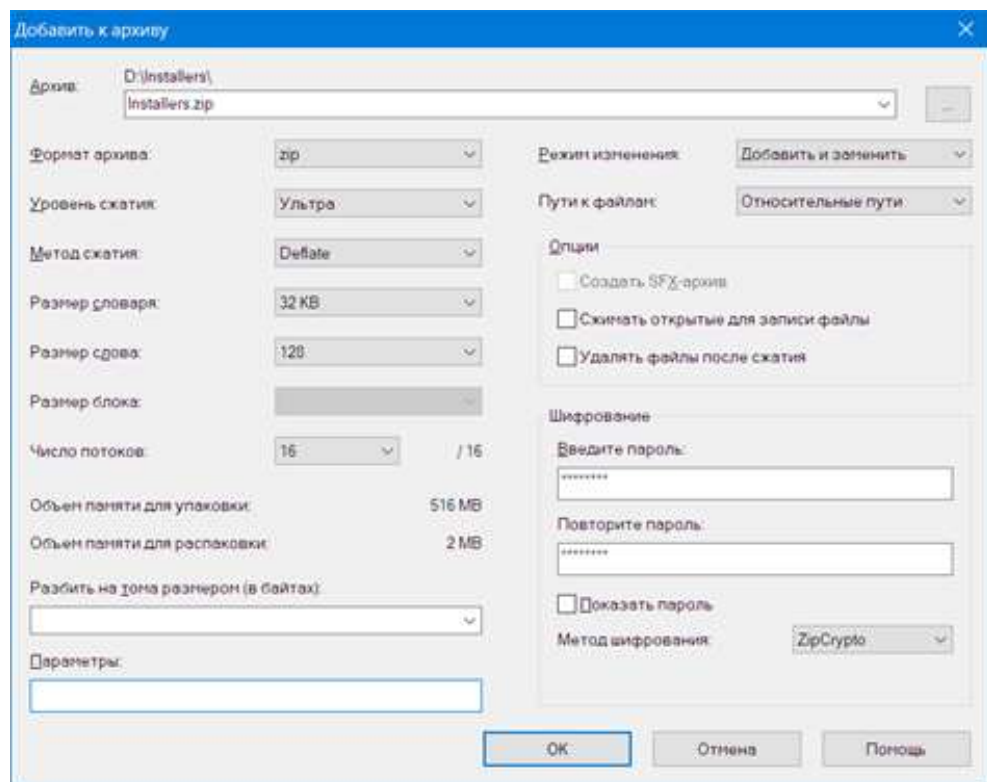 Добавить к архиву
Архив:
D:\Installers\
Installers.zip
...
Формат архива:
zip
Уровень сжатия:
Ультра
Метод сжатия:
Deflate
Размер словаря:
32 KB
Размер слова:
128
Размер блока:
Число потоков:
16
/ 16
Объем памяти для упаковки:
516 MB
Объем памяти для распаковки:
2 MB
Разбить на тома размером (в байтах):
Параметры:
Режим изменения:
Добавить и заменить
Пути к файлам:
Относительные пути
Опции
Создать SFX-архив
Сжимать открытые для записи файлы
Удалять файлы после сжатия
Шифрование
Введите пароль:
********
Повторите пароль:
********
Показать пароль
Метод шифрования:
ZipCrypto
OK
Отмена
Помощь